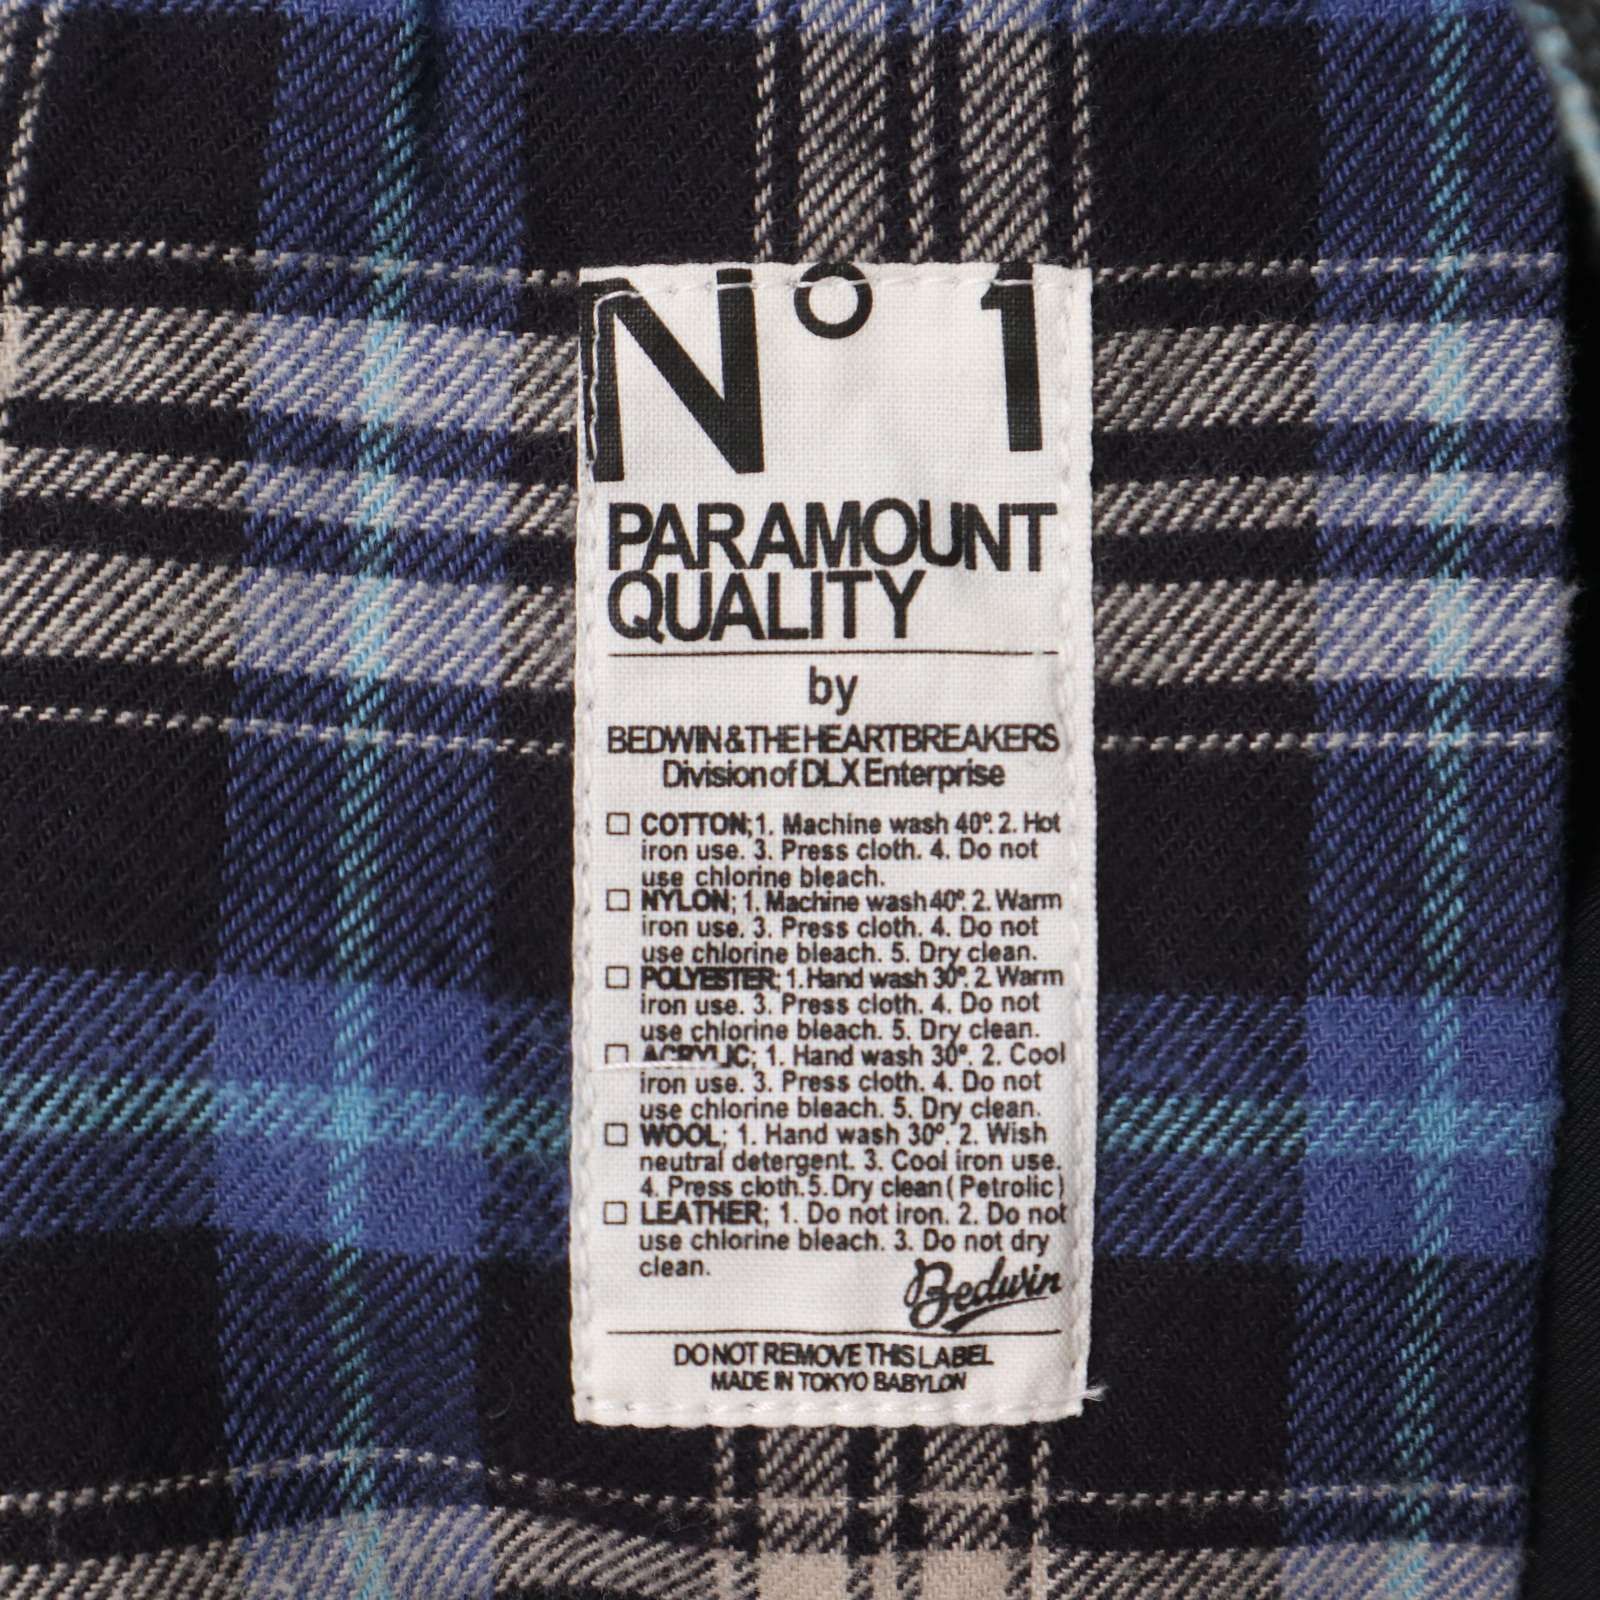 N° 1
PARAMOUNT
QUALITY
by
BEDWIN & THE HEARTBREAKERS
Division of DLX Enterprise
☐ COTTON; 1. Machine wash 40°. 2. Hot
iron use. 3. Press cloth. 4. Do not
use chlorine bleach.
☐ NYLON; 1. Machine wash 40°. 2. Warm
iron use. 3. Press cloth. 4. Do not
use chlorine bleach. 5. Dry clean.
☐ POLYESTER; 1. Hand wash 30°. 2. Warm
iron use. 3. Press cloth. 4. Do not
use chlorine bleach. 5. Dry clean.
☐ ACRYLIC; 1. Hand wash 30°. 2. Cool
iron use. 3. Press cloth. 4. Do not
use chlorine bleach. 5. Dry clean.
☐ WOOL; 1. Hand wash 30°. 2. Wish
neutral detergent. 3. Cool iron use.
4. Press cloth. 5. Dry clean ( Petrolic )
☐ LEATHER; 1. Do not iron. 2. Do not
use chlorine bleach. 3. Do not dry
clean.
Bedwin
DO NOT REMOVE THIS LABEL
MADE IN TOKYO BABYLON